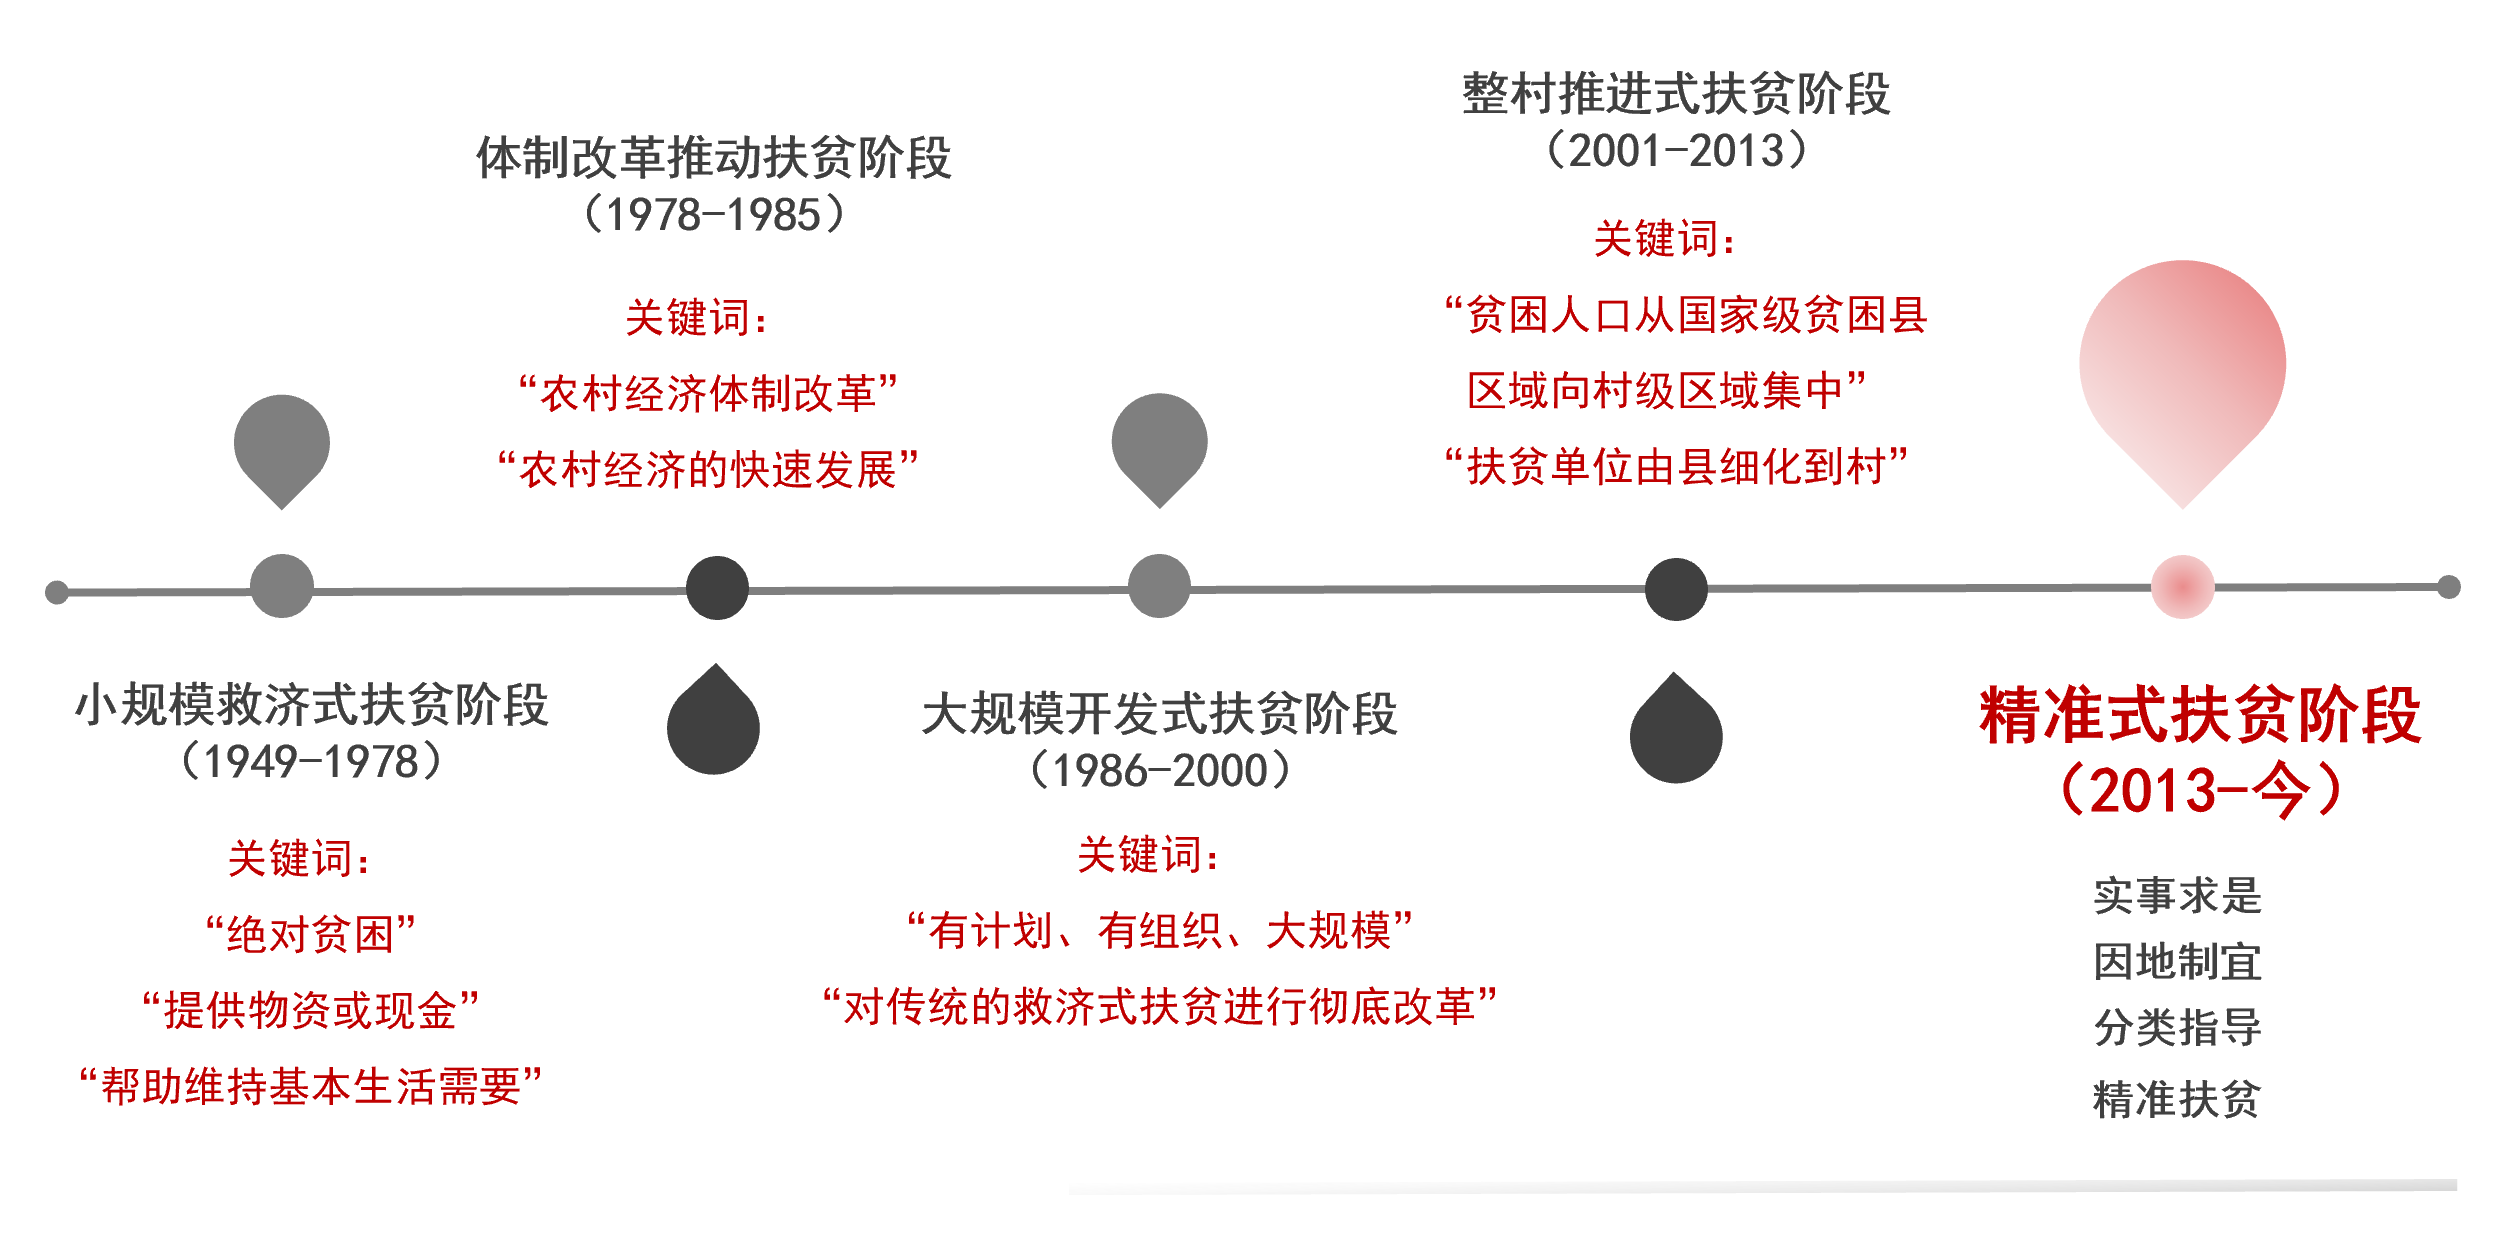 小规模救济式扶贫阶段
（1949-1978）
关键词：
“绝对贫困”
“提供物资或现金”
“帮助维持基本生活需要”
体制改革推动扶贫阶段
（1978-1985）
关键词：
“农村经济体制改革”
“农村经济的快速发展”
大规模开发式扶贫阶段
（1986-2000）
关键词：
“有计划、有组织、大规模”
“对传统的救济式扶贫进行彻底改革”
整村推进式扶贫阶段
（2001-2013）
关键词：
“贫困人口从国家级贫困县
区域向村级区域集中”
“扶贫单位由县细化到村”
精准式扶贫阶段
（2013-今）
实事求是
因地制宜
分类指导
精准扶贫